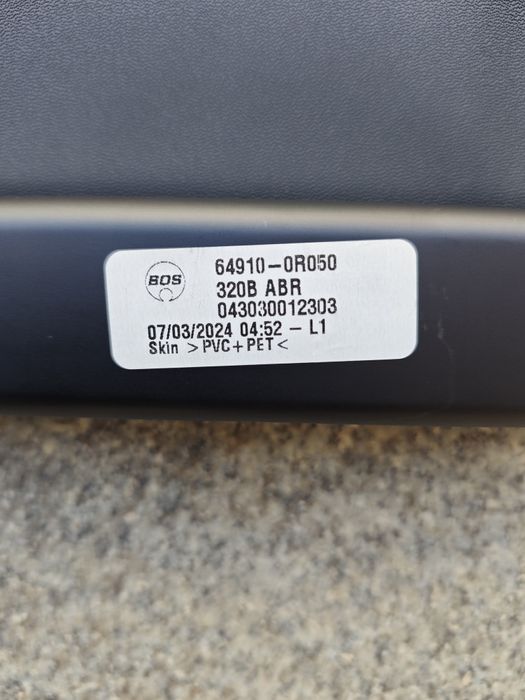 BOS
64910-0R050
320B ABR
043030012303
07/03/2024 04:52 - L1
Skin >PVC+PET<